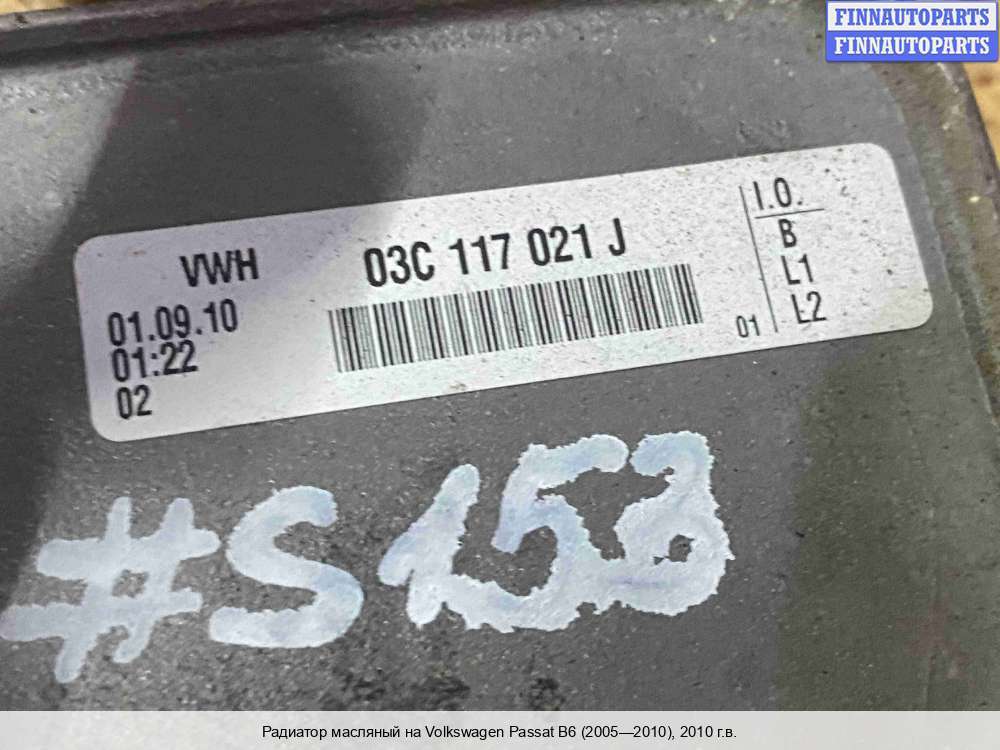 FINNAUTOPARTS
FINNAUTOPARTS
VWH
03C 117 021 J
01.09.10
01:22
02
I.O.
B
L1
L2
01
#S153
Радиатор масляный на Volkswagen Passat B6 (2005—2010), 2010 г.в.